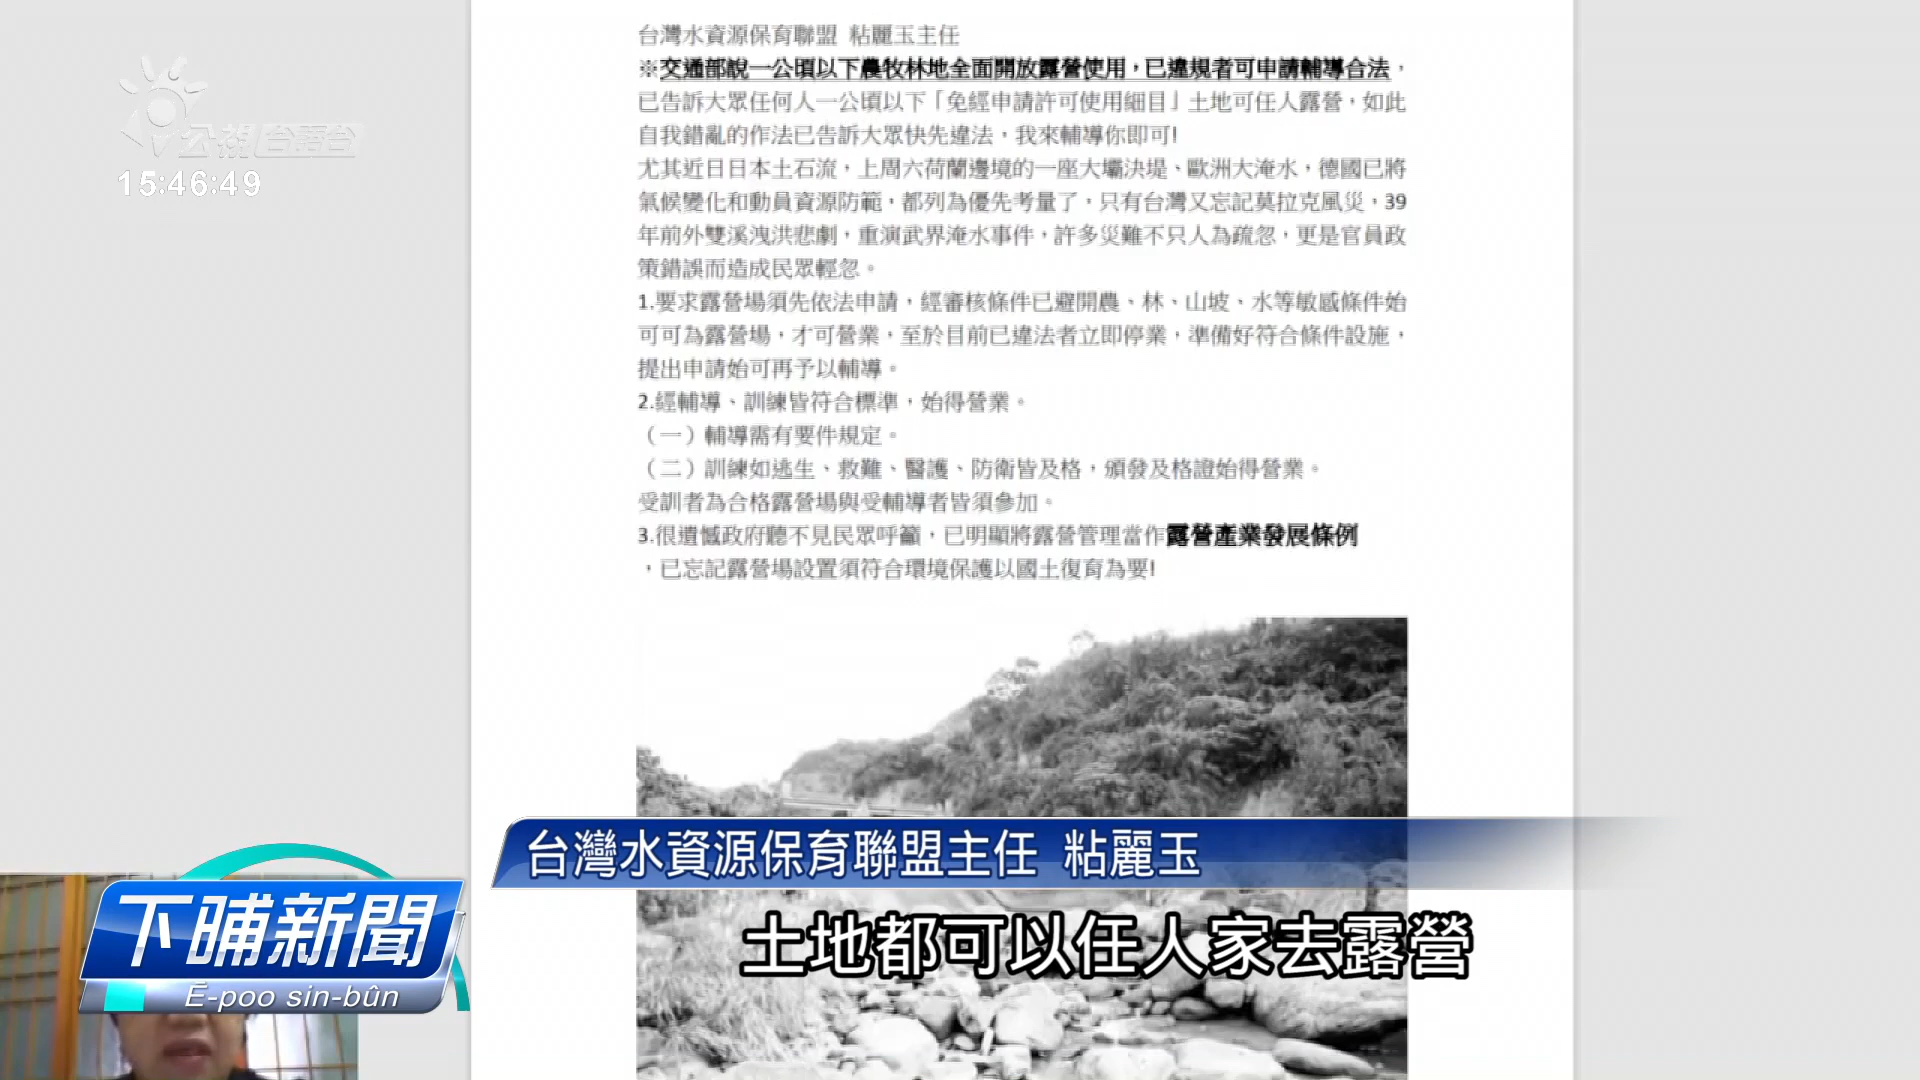 台灣水資源保育聯盟 粘麗玉主任
※交通部說一公頃以下農牧林地全面開放露營使用，已違規者可申請輔導合法，
已告訴大眾任何人一公頃以下「免經申請許可使用細目」土地可任人露營，如此
自我錯亂的作法已告訴大眾快先違法，我來輔導你即可!
尤其近日日本土石流，上周六荷蘭邊境的一座大壩決堤、歐洲大淹水，德國已將
氣候變化和動員資源防範，都列為優先考量了，只有台灣又忘記莫拉克風災，39
年前外雙溪洩洪悲劇，重演武界淹水事件，許多災難不只人為疏忽，更是官員政
策錯誤而造成民眾輕忽。
1.要求露營場須先依法申請，經審核條件已避開農、林、山坡、水等敏感條件始
可可為露營場，才可營業，至於目前已違法者立即停業，準備好符合條件設施，
提出申請始可再予以輔導。
2.經輔導、訓練皆符合標準，始得營業。
（一）輔導需有要件規定。
（二）訓練如逃生、救難、醫護、防衛皆及格，頒發及格證始得營業。
受訓者為合格露營場與受輔導者皆須參加。
3.很遺憾政府聽不見民眾呼籲，已明顯將露營管理當作露營產業發展條例
，已忘記露營場設置須符合環境保護以國土復育為要!
公視台語台
15:46:49
台灣水資源保育聯盟主任 粘麗玉
下晡新聞
Ē-poo sin-bûn
土地都可以任人家去露營